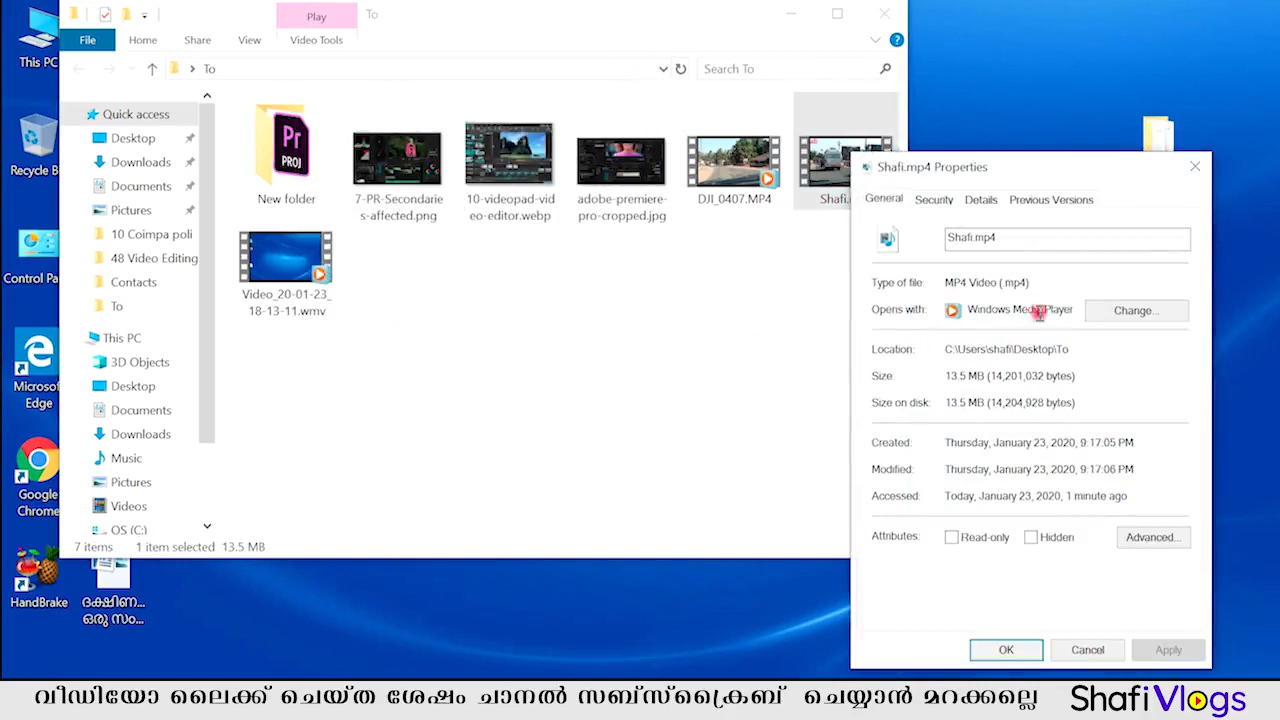 Play
To
File
Home
Share
View
Video Tools
To
Search To
Quick access
Desktop
Downloads
Documents
Pictures
10 Coimpa poli
48 Video Editing
Contacts
To
This PC
3D Objects
Desktop
Documents
Downloads
Music
Pictures
Videos
OS (C:)
7 items
1 item selected
13.5 MB
Pr
PROJ
New folder
7-PR-Secondarie
s-affected.png
10-videopad-vid
eo-editor.webp
adobe-premiere-
pro-cropped.jpg
DJI_0407.MP4
Video_20-01-23_
18-13-11.wmv
Shafi.mp4 Properties
General
Security
Details
Previous Versions
Shafi.mp4
Type of file:
MP4 Video (.mp4)
Opens with:
Windows Media Player
Change...
Location:
C:\Users\shafi\Desktop\To
Size:
13.5 MB (14,201,032 bytes)
Size on disk:
13.5 MB (14,204,928 bytes)
Created:
Thursday, January 23, 2020, 9:17:05 PM
Modified:
Thursday, January 23, 2020, 9:17:06 PM
Accessed:
Today, January 23, 2020, 1 minute ago
Attributes:
Read-only
Hidden
Advanced...
OK
Cancel
Apply
This PC
Recycle B
Control Pa
Microsof
Edge
Google
Chrome
HandBrake
ദക്ഷിണ...
ഒരു സം...
വീഡിയോ ലൈക്ക് ചെയ്ത ശേഷം ചാനൽ സബ്സ്ക്രൈബ് ചെയ്യാൻ മറക്കല്ലെ
ShafiVlogs